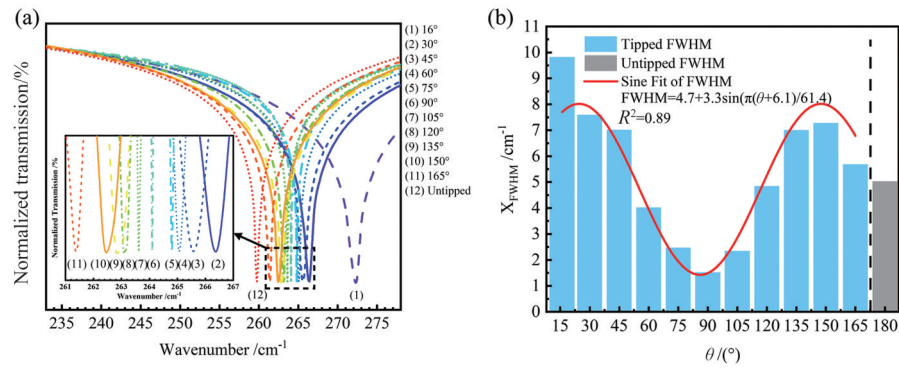 (a)
Normalized transmission/%
(1) 16°
(2) 30°
(3) 45°
(4) 60°
(5) 75°
(6) 90°
(7) 105°
(8) 120°
(9) 135°
(10) 150°
(11) 165°
(12) Untipped
Normalized Transmission /%
(11) (10) (9) (8) (7) (6) (5) (4) (3) (2)
261 262 263 264 265 266 267
Wavenumber /cm-1
(12) (1)
235 240 245 250 255 260 265 270 275
Wavenumber /cm-1
(b)
Tipped FWHM
Untipped FWHM
Sine Fit of FWHM
FWHM=4.7+3.3sin(π(θ+6.1)/61.4)
R2=0.89
XFWHM/cm-1
11
10
9
8
7
6
5
4
3
2
1
0
15 30 45 60 75 90 105 120 135 150 165 180
θ/(°)